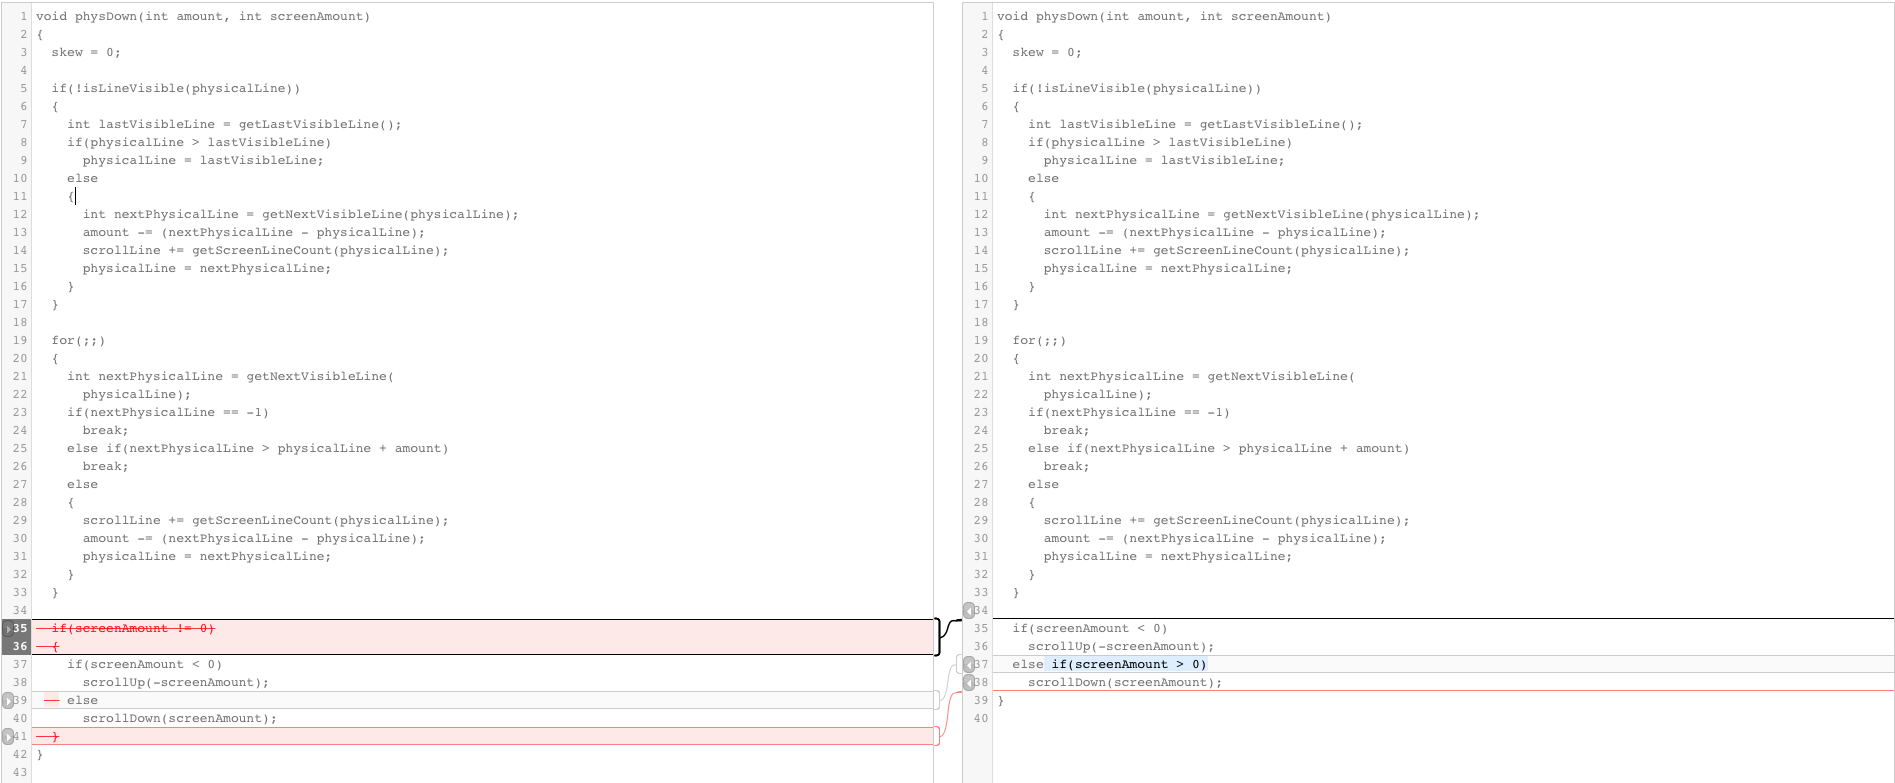 1 void physDown(int amount, int screenAmount)
2 {
3 skew = 0;
4
5 if(!isLineVisible(physicalLine))
6 {
7 int lastVisibleLine = getLastVisibleLine();
8 if(physicalLine > lastVisibleLine)
9 physicalLine = lastVisibleLine;
10 else
11 {
12 int nextPhysicalLine = getNextVisibleLine(physicalLine);
13 amount -= (nextPhysicalLine - physicalLine);
14 scrollLine += getScreenLineCount(physicalLine);
15 physicalLine = nextPhysicalLine;
16 }
17 }
18
19 for(;;)
20 {
21 int nextPhysicalLine = getNextVisibleLine(
22 physicalLine);
23 if(nextPhysicalLine == -1)
24 break;
25 else if(nextPhysicalLine > physicalLine + amount)
26 break;
27 else
28 {
29 scrollLine += getScreenLineCount(physicalLine);
30 amount -= (nextPhysicalLine - physicalLine);
31 physicalLine = nextPhysicalLine;
32 }
33 }
34
35 if(screenAmount != 0)
36 {
37 if(screenAmount < 0)
38 scrollUp(-screenAmount);
39 else
40 scrollDown(screenAmount);
41 }
42 }
43
1 void physDown(int amount, int screenAmount)
2 {
3 skew = 0;
4
5 if(!isLineVisible(physicalLine))
6 {
7 int lastVisibleLine = getLastVisibleLine();
8 if(physicalLine > lastVisibleLine)
9 physicalLine = lastVisibleLine;
10 else
11 {
12 int nextPhysicalLine = getNextVisibleLine(physicalLine);
13 amount -= (nextPhysicalLine - physicalLine);
14 scrollLine += getScreenLineCount(physicalLine);
15 physicalLine = nextPhysicalLine;
16 }
17 }
18
19 for(;;)
20 {
21 int nextPhysicalLine = getNextVisibleLine(
22 physicalLine);
23 if(nextPhysicalLine == -1)
24 break;
25 else if(nextPhysicalLine > physicalLine + amount)
26 break;
27 else
28 {
29 scrollLine += getScreenLineCount(physicalLine);
30 amount -= (nextPhysicalLine - physicalLine);
31 physicalLine = nextPhysicalLine;
32 }
33 }
34
35 if(screenAmount < 0)
36 scrollUp(-screenAmount);
37 else if(screenAmount > 0)
38 scrollDown(screenAmount);
39 }
40